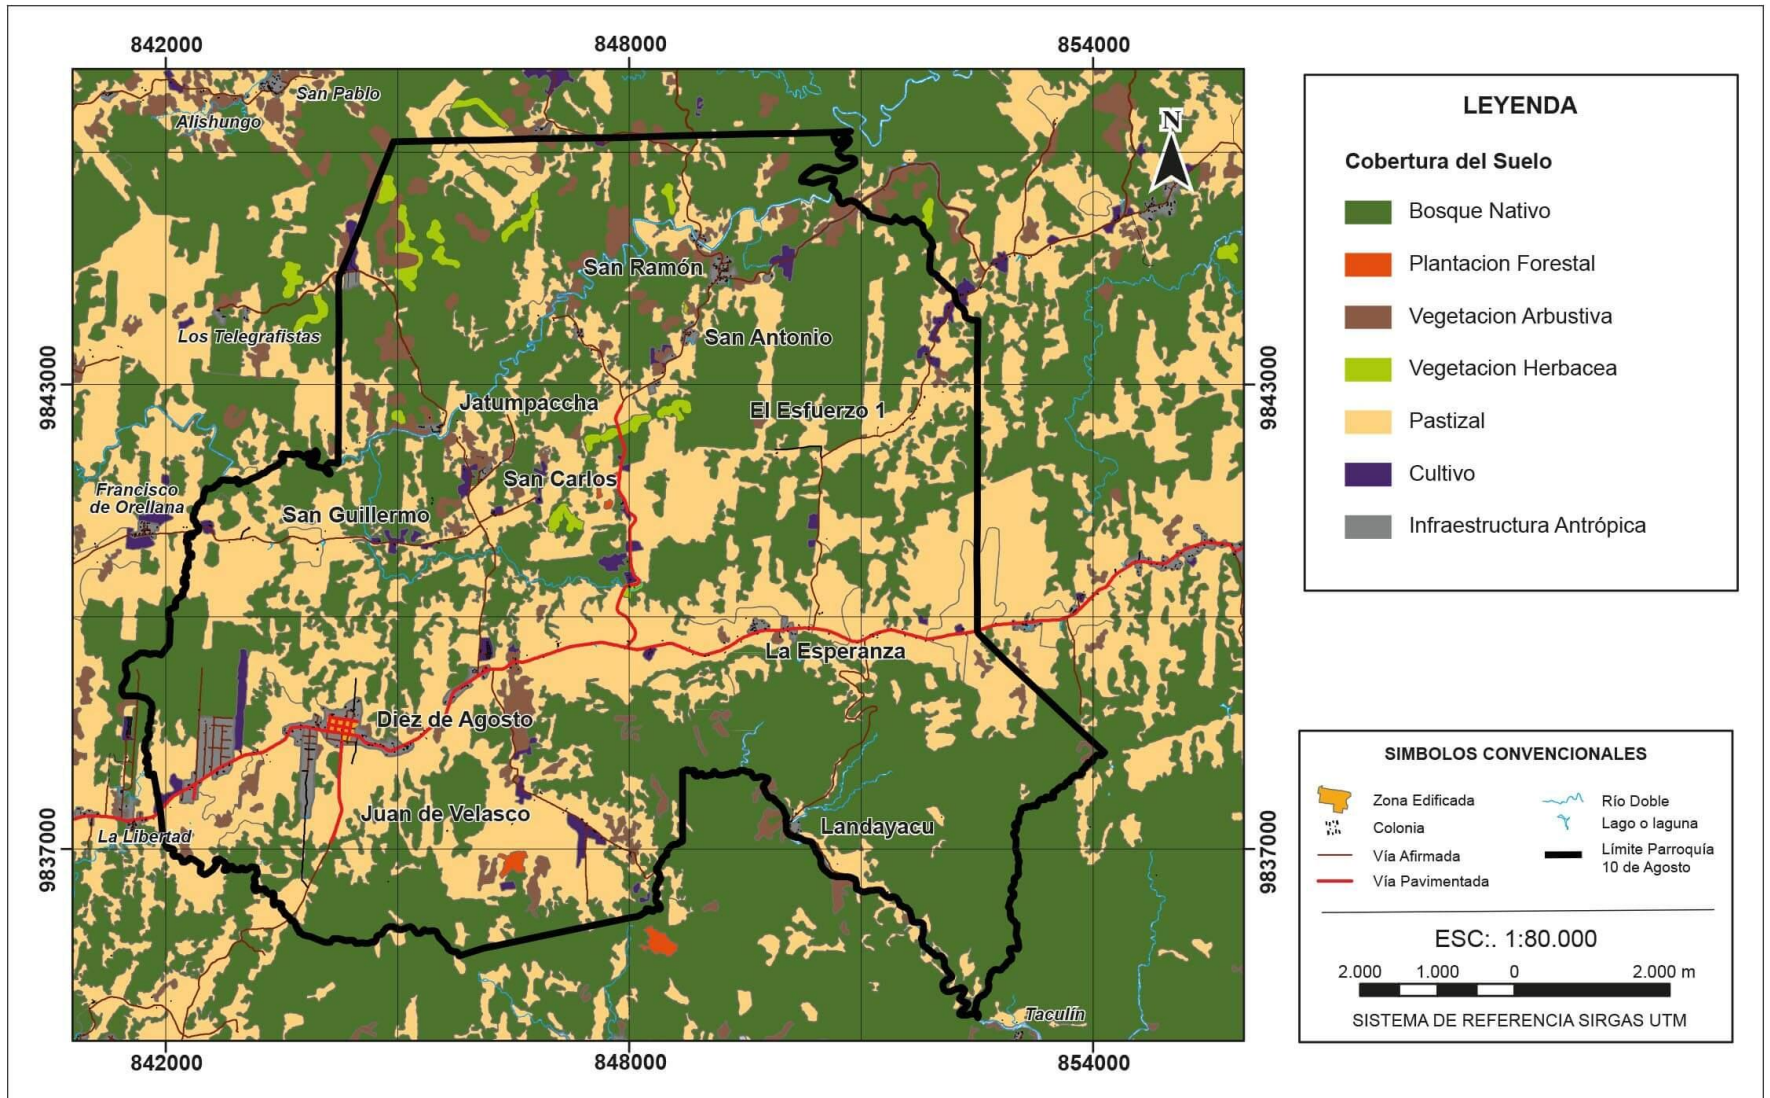 842000
848000
854000
San Pablo
Alishungo
N
San Ramón
Los Telegrafistas
San Antonio
9843000
9843000
Jatumpaccha
El Esfuerzo 1
San Carlos
Francisco
de Orellana
San Guillermo
La Esperanza
Diez de Agosto
Juan de Velasco
La Libertad
Landayacu
9837000
9837000
Taculín
842000
848000
854000
LEYENDA
Cobertura del Suelo
Bosque Nativo
Plantacion Forestal
Vegetacion Arbustiva
Vegetacion Herbacea
Pastizal
Cultivo
Infraestructura Antrópica
SIMBOLOS CONVENCIONALES
Zona Edificada
Colonia
Vía Afirmada
Vía Pavimentada
Río Doble
Lago o laguna
Límite Parroquía
10 de Agosto
ESC:. 1:80.000
2.000 1.000 0 2.000 m
SISTEMA DE REFERENCIA SIRGAS UTM